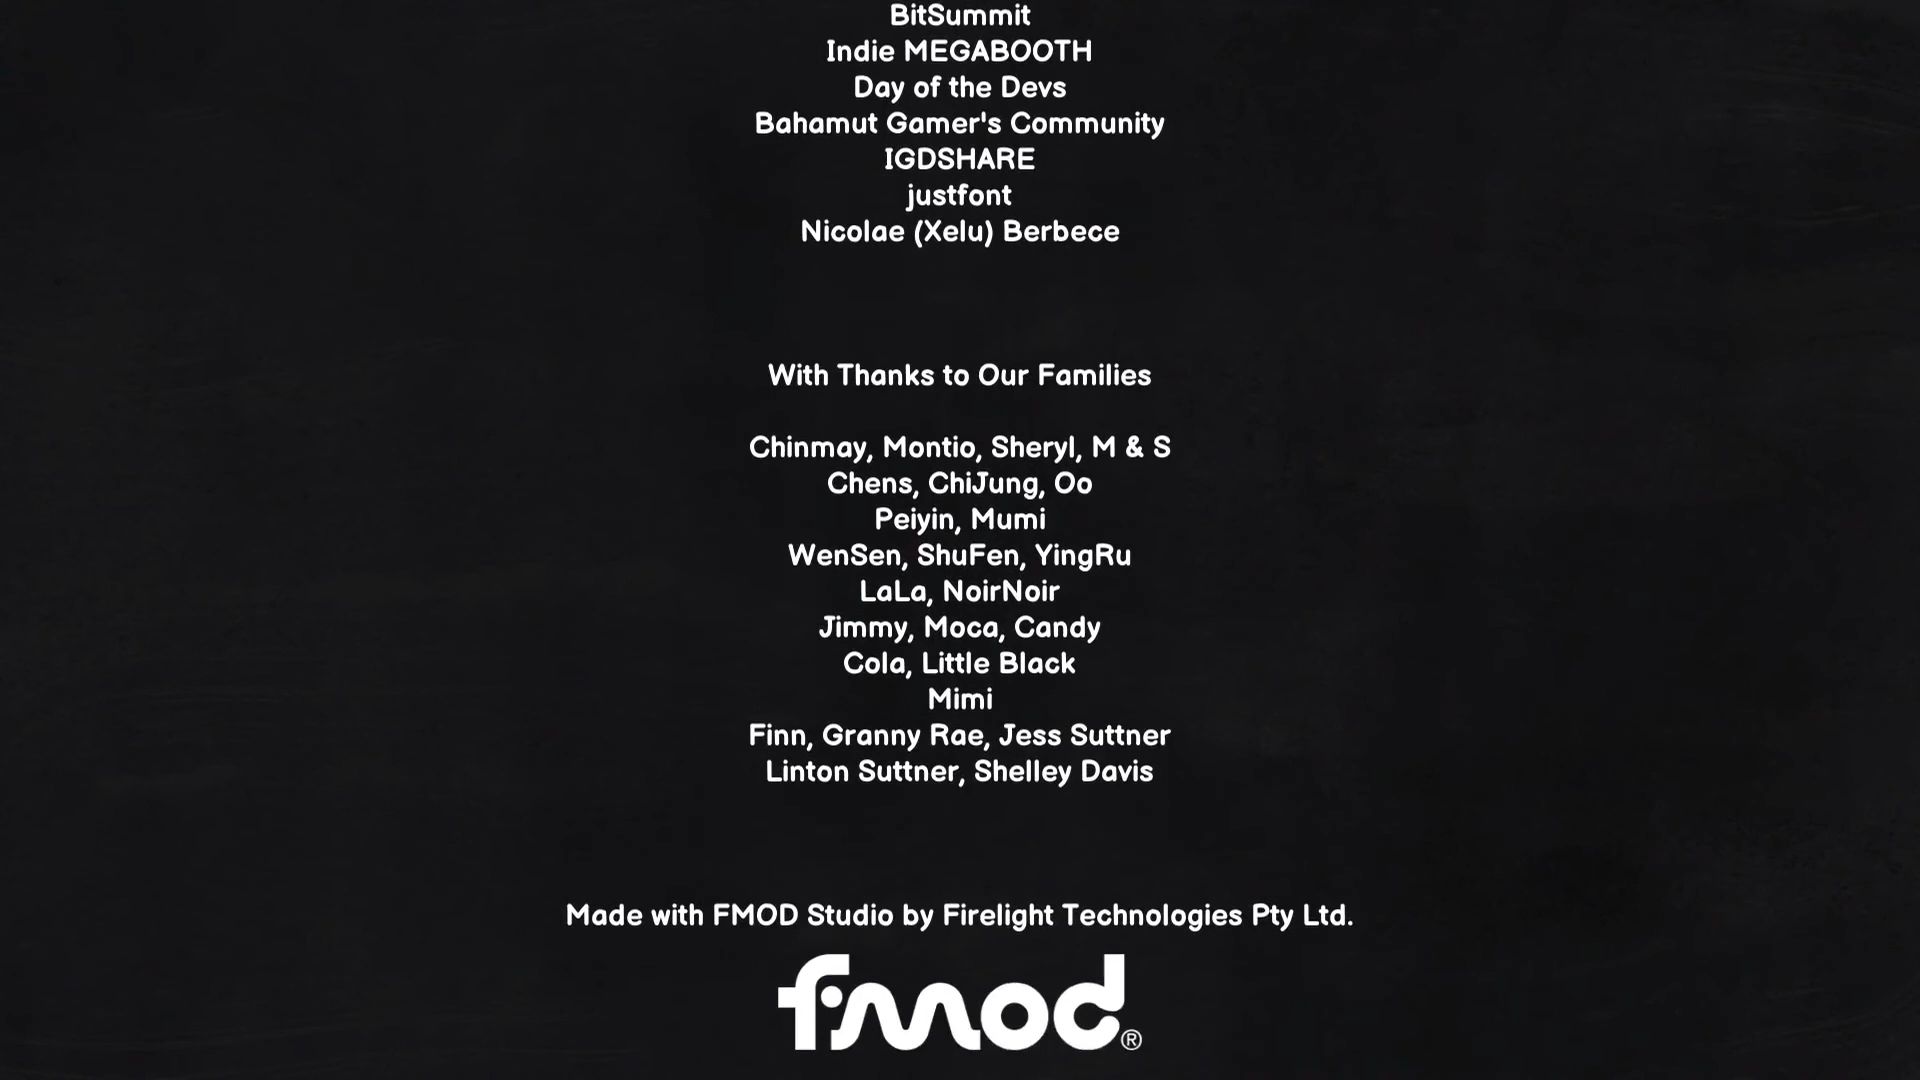 BitSummit
Indie MEGABOOTH
Day of the Devs
Bahamut Gamer's Community
IGDSHARE
justfont
Nicolae (Xelu) Berbece
With Thanks to Our Families
Chinmay, Montio, Sheryl, M & S
Chens, ChiJung, Oo
Peiyin, Mumi
WenSen, ShuFen, YingRu
LaLa, NoirNoir
Jimmy, Moca, Candy
Cola, Little Black
Mimi
Finn, Granny Rae, Jess Suttner
Linton Suttner, Shelley Davis
Made with FMOD Studio by Firelight Technologies Pty Ltd.
fmod®